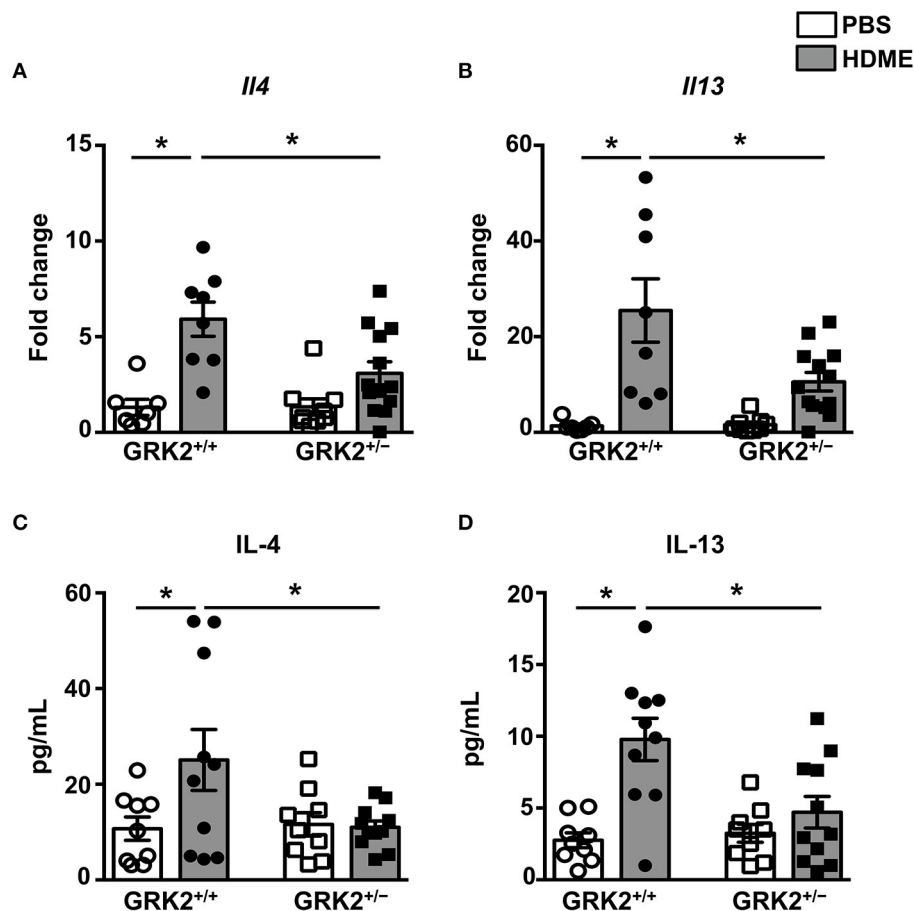 PBS
HDME
A
Il4
Fold change
15
10
5
0
*
*
GRK2+/+
GRK2+/−
B
Il13
Fold change
60
40
20
0
*
*
GRK2+/+
GRK2+/−
C
IL-4
pg/mL
60
40
20
0
*
*
GRK2+/+
GRK2+/−
D
IL-13
pg/mL
20
15
10
5
0
*
*
GRK2+/+
GRK2+/−